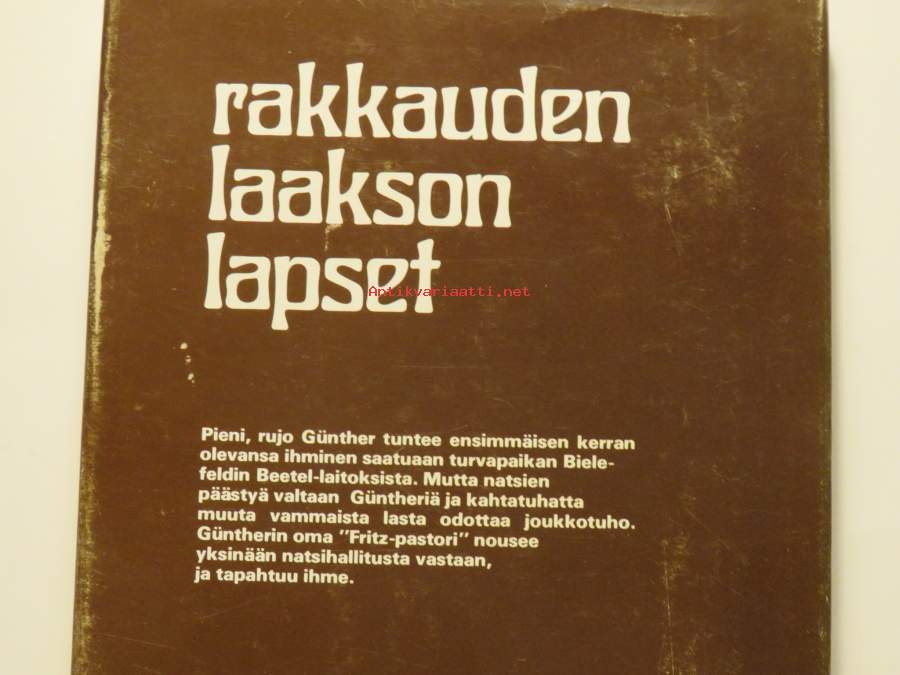 rakkauden
laakson
lapset
Antikvariaatti.net
Pieni, rujo Günther tuntee ensimmäisen kerran
olevansa ihminen saatuaan turvapaikan Biele-
feldin Beetel-laitoksista. Mutta natsien
päästyä valtaan Güntheriä ja kahtatuhatta
muuta vammaista lasta odottaa joukkotuho.
Güntherin oma "Fritz-pastori" nousee
yksinään natsihallitusta vastaan,
ja tapahtuu ihme.